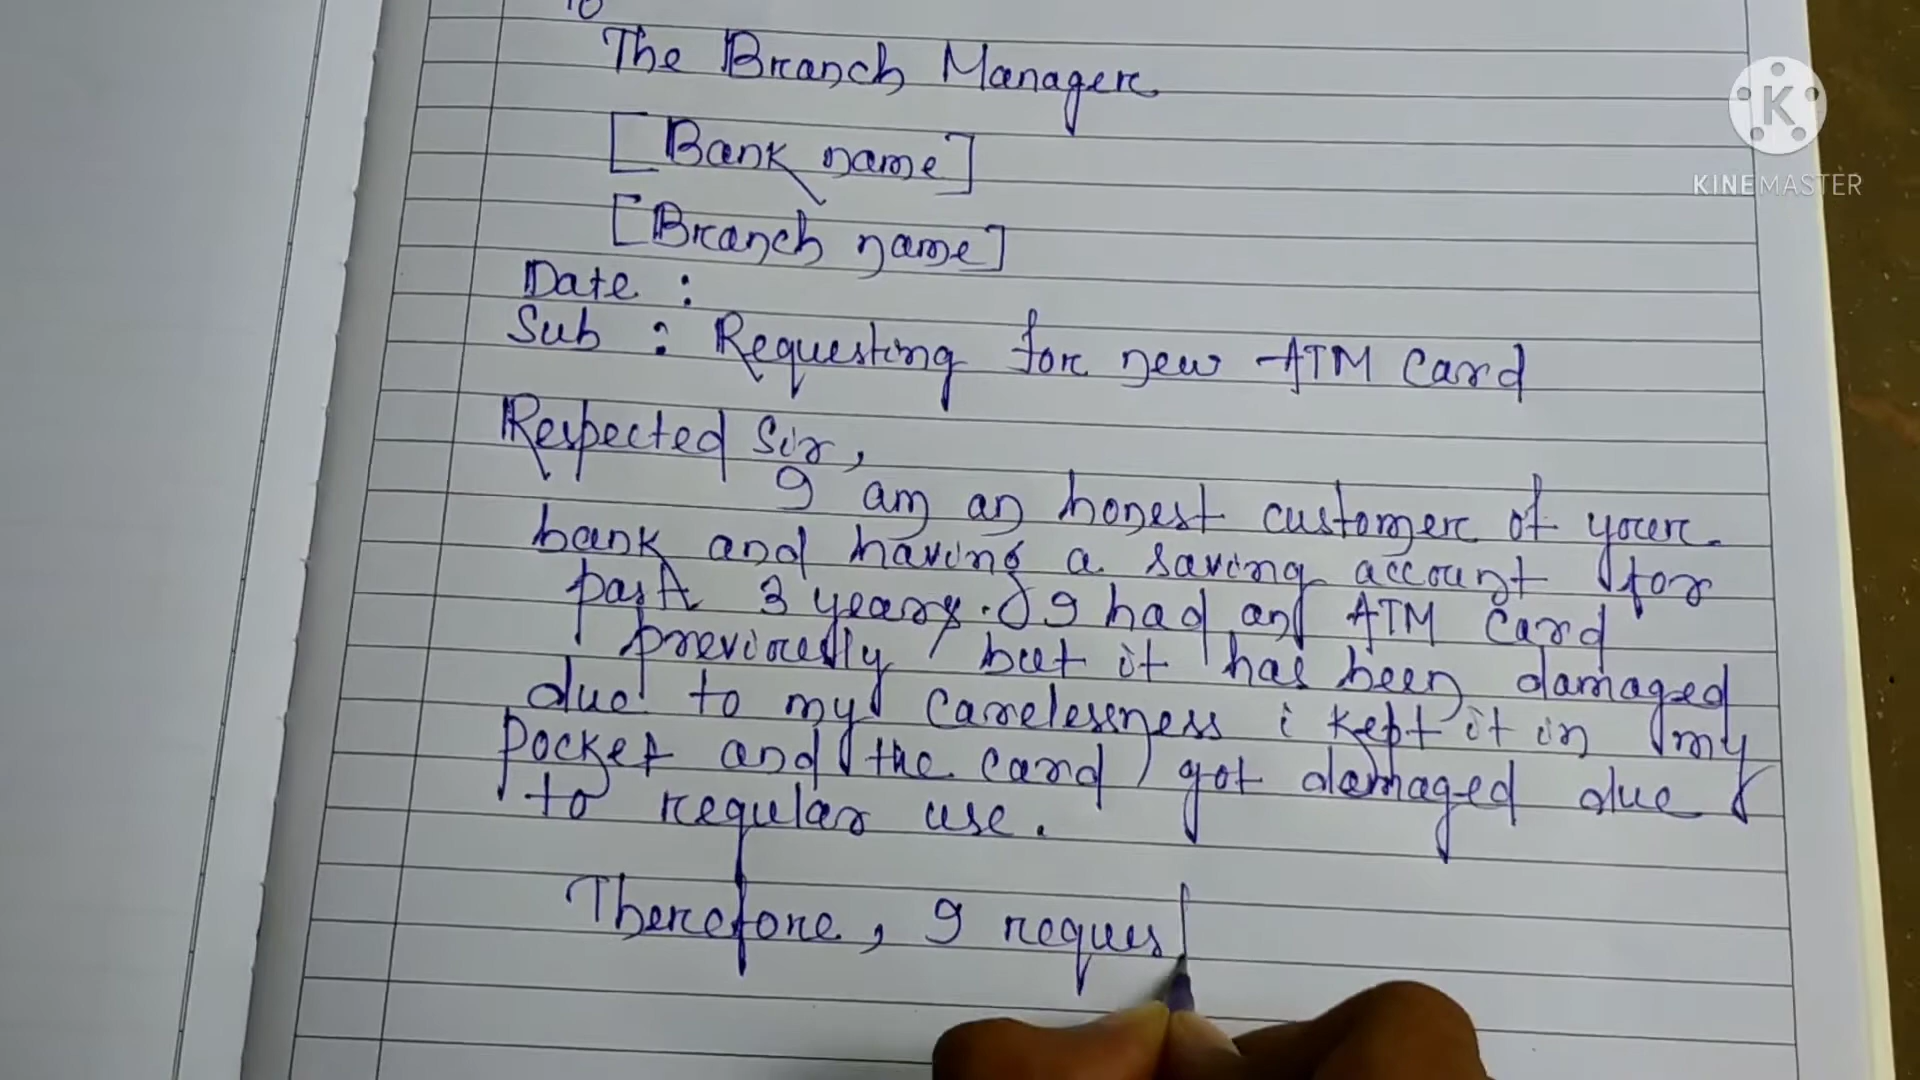 To
The Branch Manager
[Bank name]
[Branch name]
Date :
Sub : Requesting for new ATM Card
Respected Sir,
I am an honest customer of your
bank and having a saving account for
past 3 years. I had an ATM Card
previously, but it has been damaged
due to my carelessness i kept it in my
Pocket and the card got damaged due
to regular use.
Therefore, I request
K
KINEMASTER